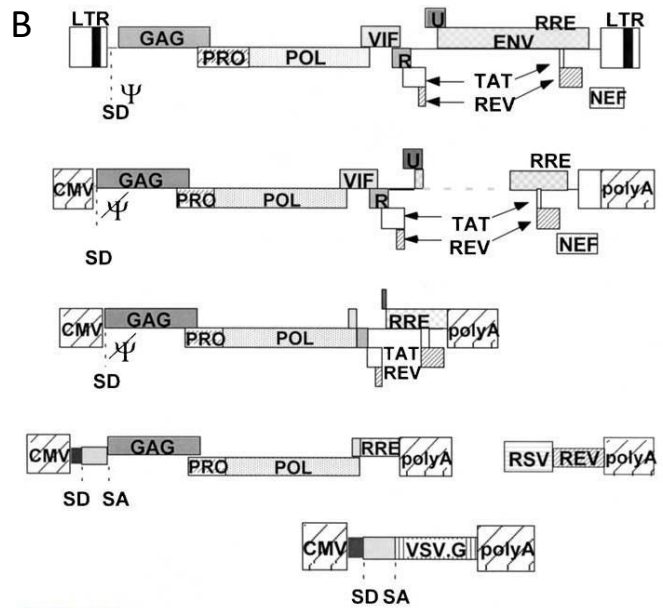 B
LTR U RRE LTR
GAG VIF ENV
PRO POL R
TAT
REV
NEF
Ψ
SD
U RRE
CMV GAG VIF polyA
PRO POL R
Ψ TAT
REV NEF
SD
CMV GAG RRE polyA
PRO POL
Ψ TAT
REV
SD
CMV GAG RRE polyA RSV REV polyA
PRO POL
SD SA
CMV VSV.G polyA
SD SA